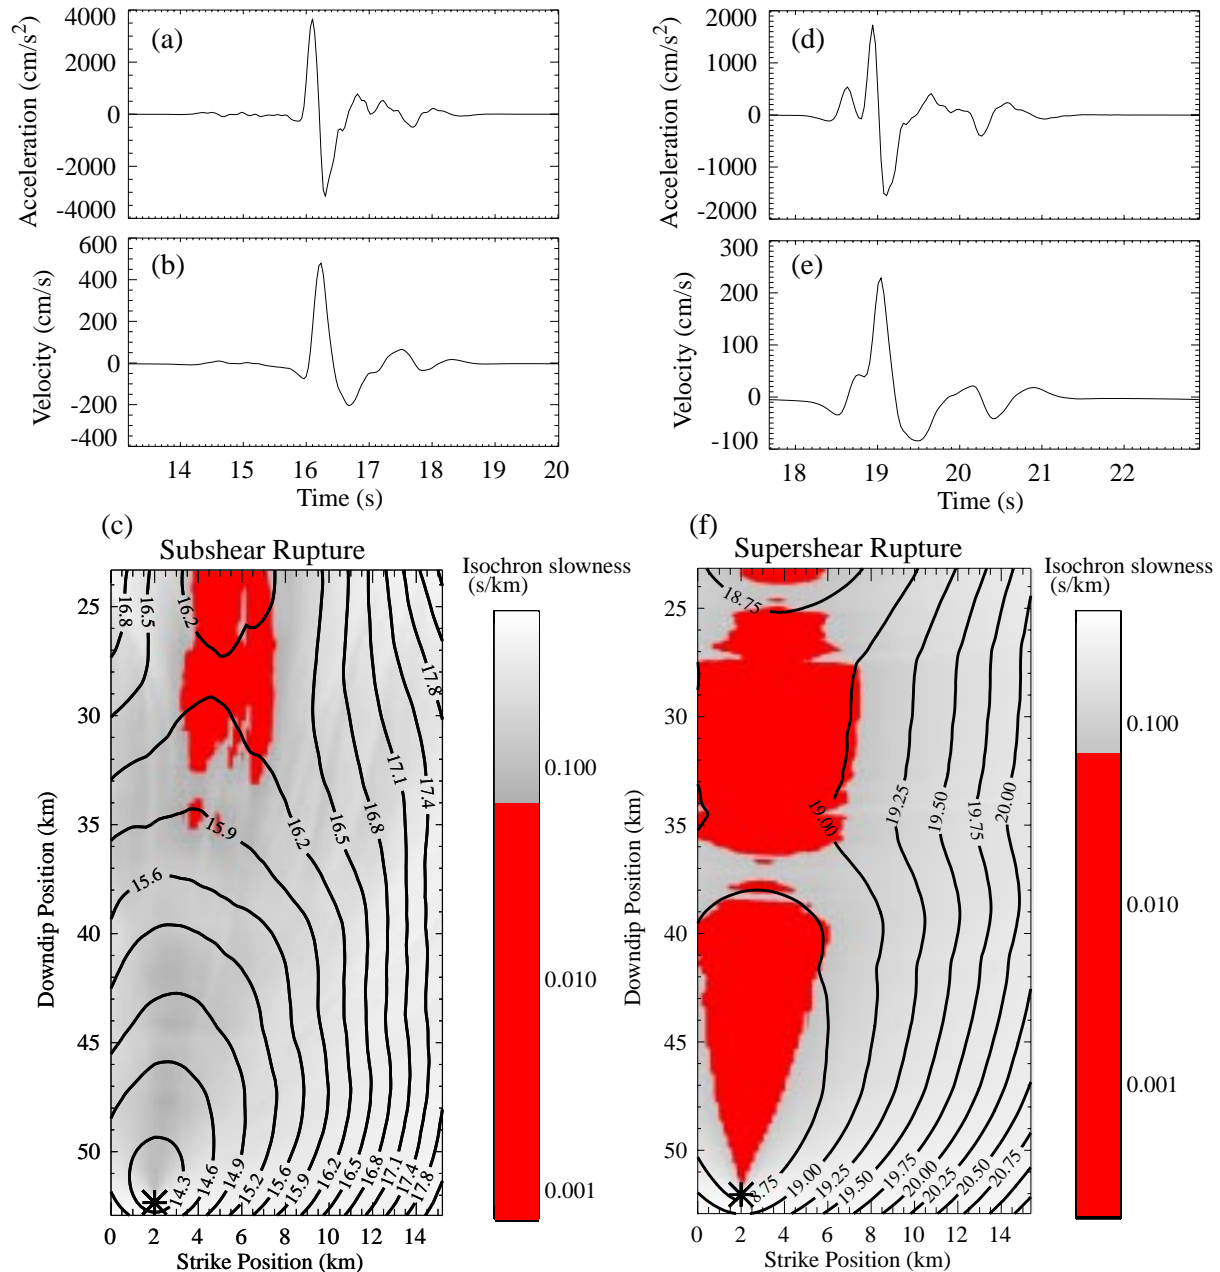 (a)
Acceleration (cm/s²)
4000
2000
0
-2000
-4000
(b)
Velocity (cm/s)
600
400
200
0
-200
-400
14 15 16 17 18 19 20
Time (s)
(d)
Acceleration (cm/s²)
2000
1000
0
-1000
-2000
(e)
Velocity (cm/s)
300
200
100
0
-100
18 19 20 21 22
Time (s)
(c)
Subshear Rupture
Downdip Position (km)
25
30
35
40
45
50
16.8 16.5 16.2 17.8
17.1 17.4
15.9 16.2 16.5 16.8
15.6
14.3 14.6 14.9 15.2 15.6 15.9 16.2 16.5 16.8 17.1 17.4 17.8
0 2 4 6 8 10 12 14
Strike Position (km)
Isochron slowness
(s/km)
0.100
0.010
0.001
(f)
Supershear Rupture
Downdip Position (km)
25
30
35
40
45
50
18.75
19.00 19.25 19.50 19.75 20.00
8.75 19.00 19.25 19.50 19.75 20.00 20.25 20.50 20.75
0 2 4 6 8 10 12 14
Strike Position (km)
Isochron slowness
(s/km)
0.100
0.010
0.001